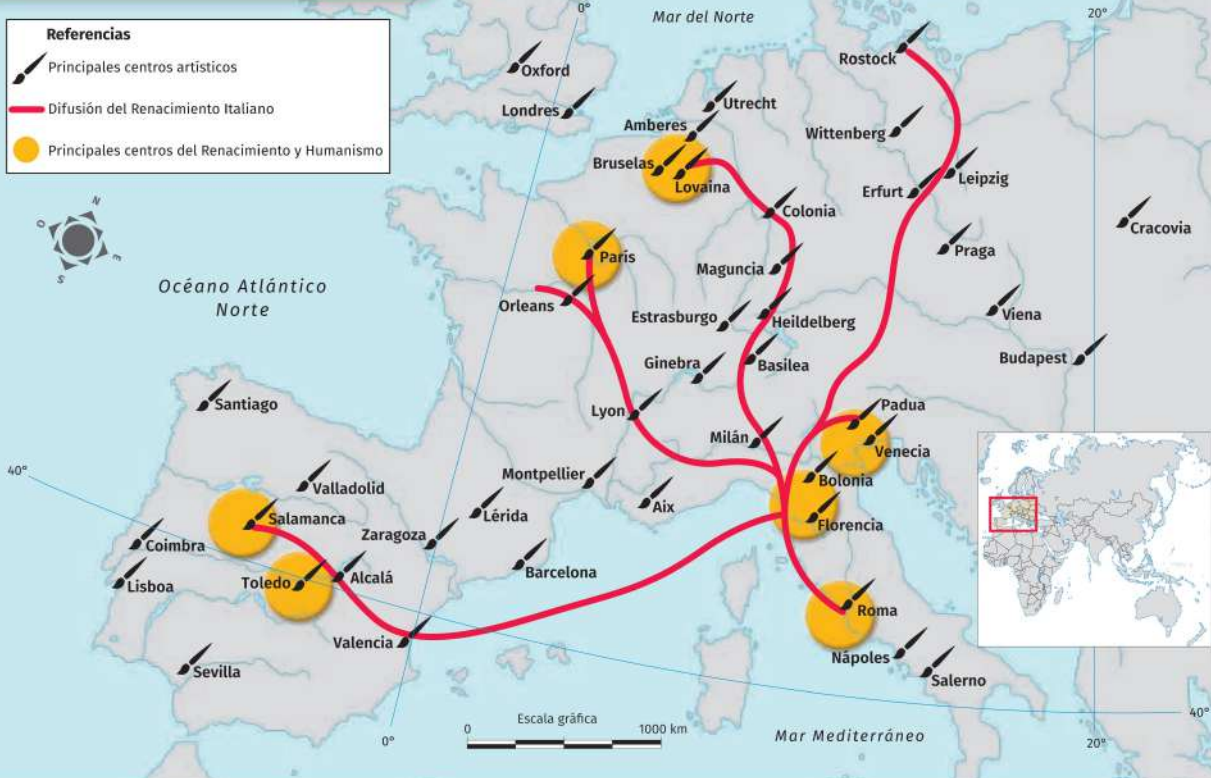 Referencias
Principales centros artísticos
Difusión del Renacimiento Italiano
Principales centros del Renacimiento y Humanismo
0°
Mar del Norte
20°
Rostock
Oxford
Londres
Utrecht
Amberes
Wittenberg
Bruselas
Lovaina
Erfurt
Leipzig
Colonia
Cracovia
N
O
E
S
París
Maguncia
Praga
Océano Atlántico
Norte
Orleans
Estrasburgo
Heildelberg
Viena
Ginebra
Basilea
Budapest
Santiago
Lyon
Milán
Padua
Venecia
40°
Valladolid
Montpellier
Bolonia
Salamanca
Lérida
Aix
Florencia
Zaragoza
Coimbra
Barcelona
Lisboa
Toledo
Alcalá
Roma
Valencia
Nápoles
Sevilla
Salerno
Escala gráfica
0
1000 km
40°
0°
Mar Mediterráneo
20°